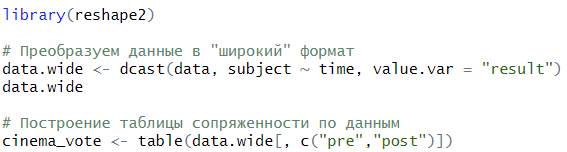 library(reshape2)
# Преобразуем данные в "широкий" формат
data.wide <- dcast(data, subject ~ time, value.var = "result")
data.wide
# Построение таблицы сопряженности по данным
cinema_vote <- table(data.wide[, c("pre","post")])